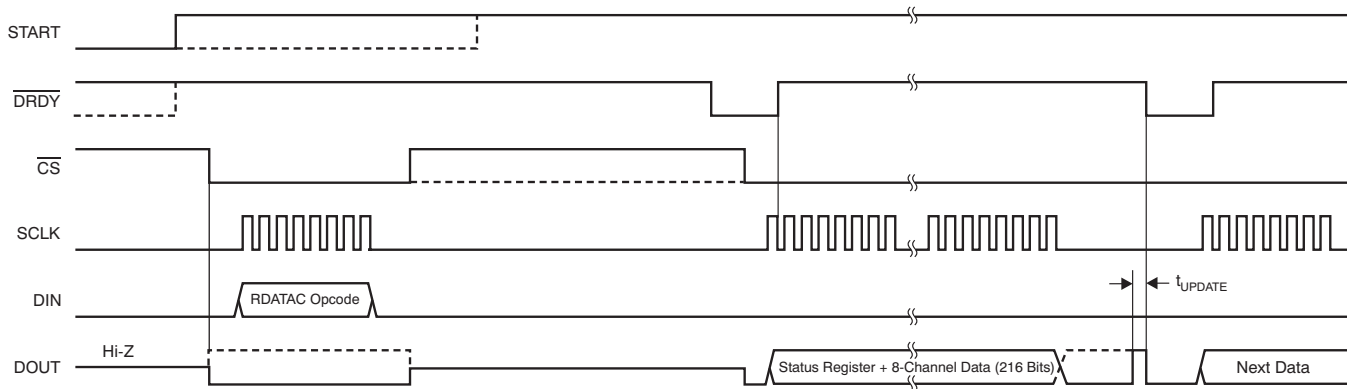 START
DRDY
CS
SCLK
DIN
RDATAC Opcode
tUPDATE
DOUT
Hi-Z
Status Register + 8-Channel Data (216 Bits)
Next Data